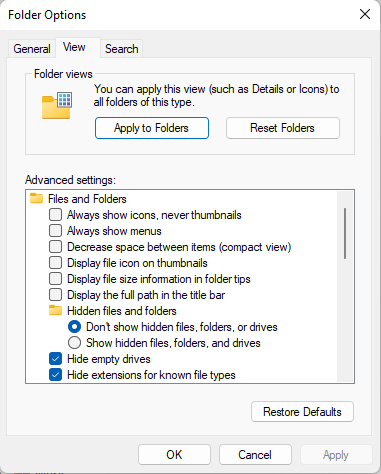 Folder Options
General
View
Search
Folder views
You can apply this view (such as Details or Icons) to
all folders of this type.
Apply to Folders
Reset Folders
Advanced settings:
Files and Folders
Always show icons, never thumbnails
Always show menus
Decrease space between items (compact view)
Display file icon on thumbnails
Display file size information in folder tips
Display the full path in the title bar
Hidden files and folders
Don't show hidden files, folders, or drives
Show hidden files, folders, and drives
Hide empty drives
Hide extensions for known file types
Restore Defaults
OK
Cancel
Apply